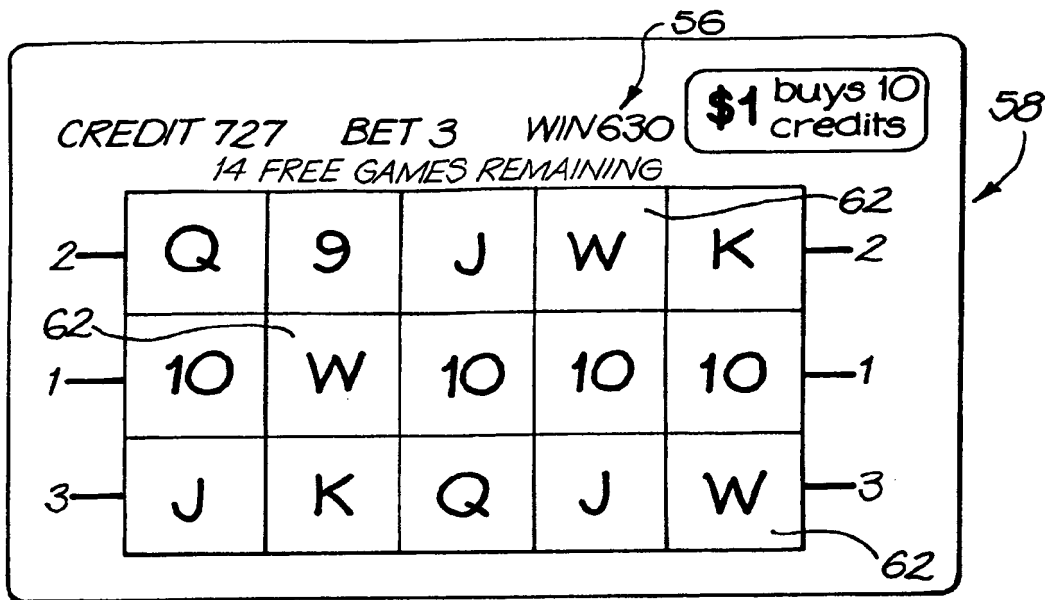 56
$1 buys 10 credits
58
CREDIT 727 BET 3 WIN 630
14 FREE GAMES REMAINING
62
2 Q 9 J W K 2
62
1 10 W 10 10 10 1
3 J K Q J W 3
62